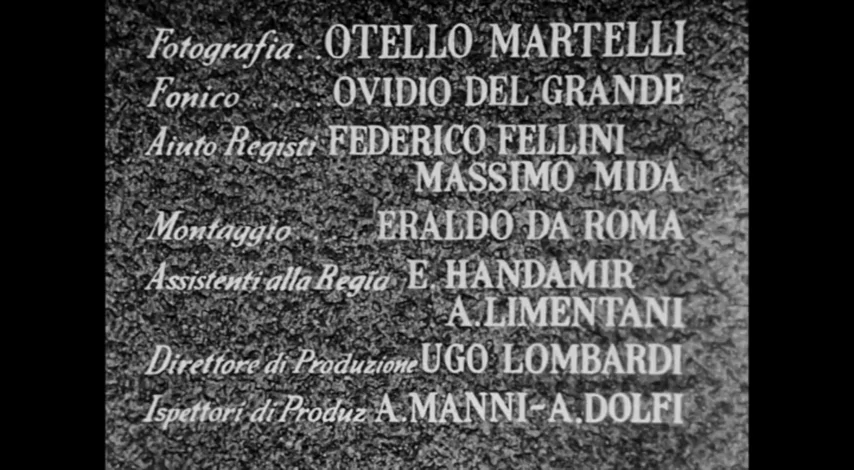 Fotografia.. OTELLO MARTELLI
Fonico.... OVIDIO DEL GRANDE
Aiuto Registi FEDERICO FELLINI
MASSIMO MIDA
Montaggio... ERALDO DA ROMA
Assistenti alla Regia E. HANDAMIR
A.LIMENTANI
Direttore di Produzione UGO LOMBARDI
Ispettori di Produz A.MANNI-A.DOLFI